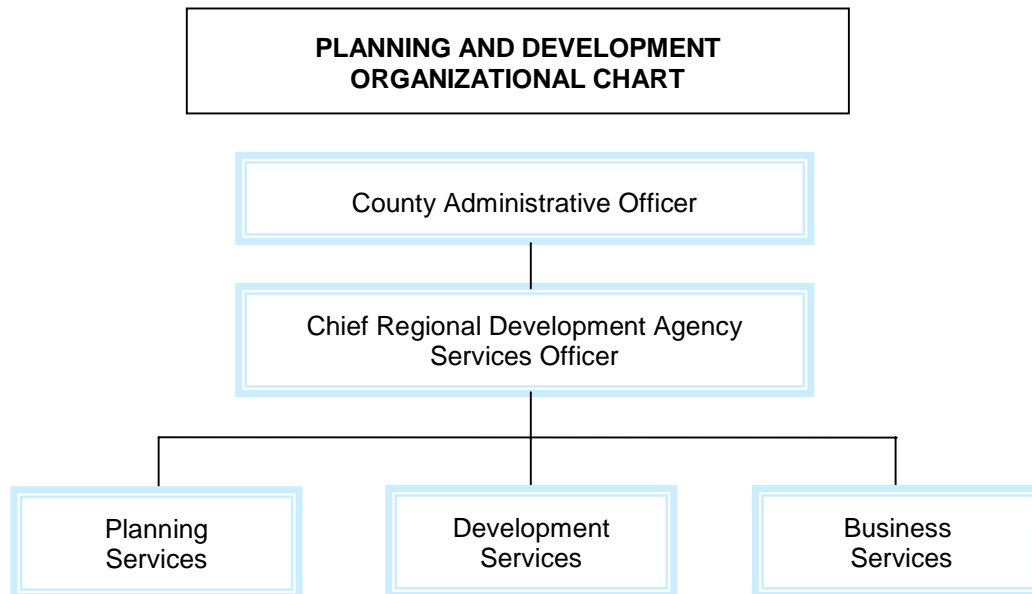 PLANNING AND DEVELOPMENT
ORGANIZATIONAL CHART
County Administrative Officer
Chief Regional Development Agency
Services Officer
Planning
Services
Development
Services
Business
Services